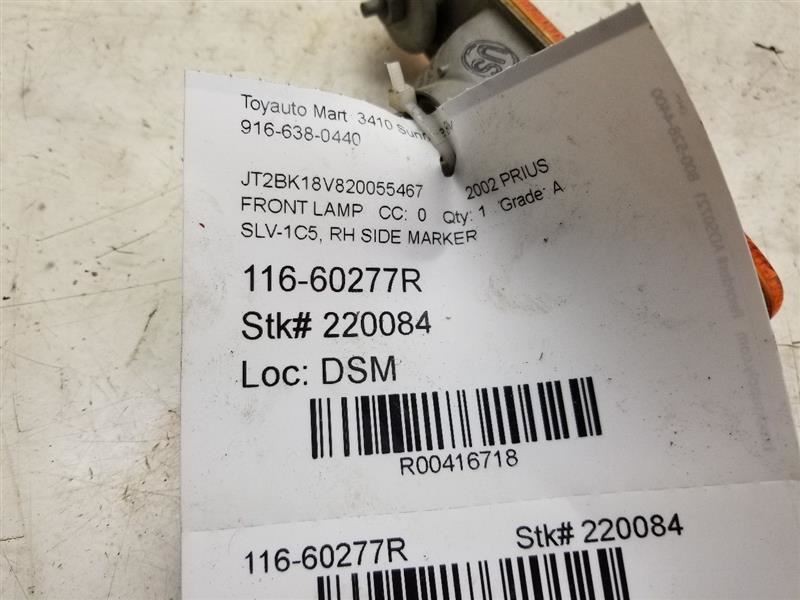 Toyauto Mart 3410
916-638-0440
JT2BK18V820055467 2002 PRIUS
FRONT LAMP CC: 0 Qty: 1 Grade: A
SLV-1C5, RH SIDE MARKER
116-60277R
Stk# 220084
Loc: DSM
R00416718
116-60277R Stk# 220084